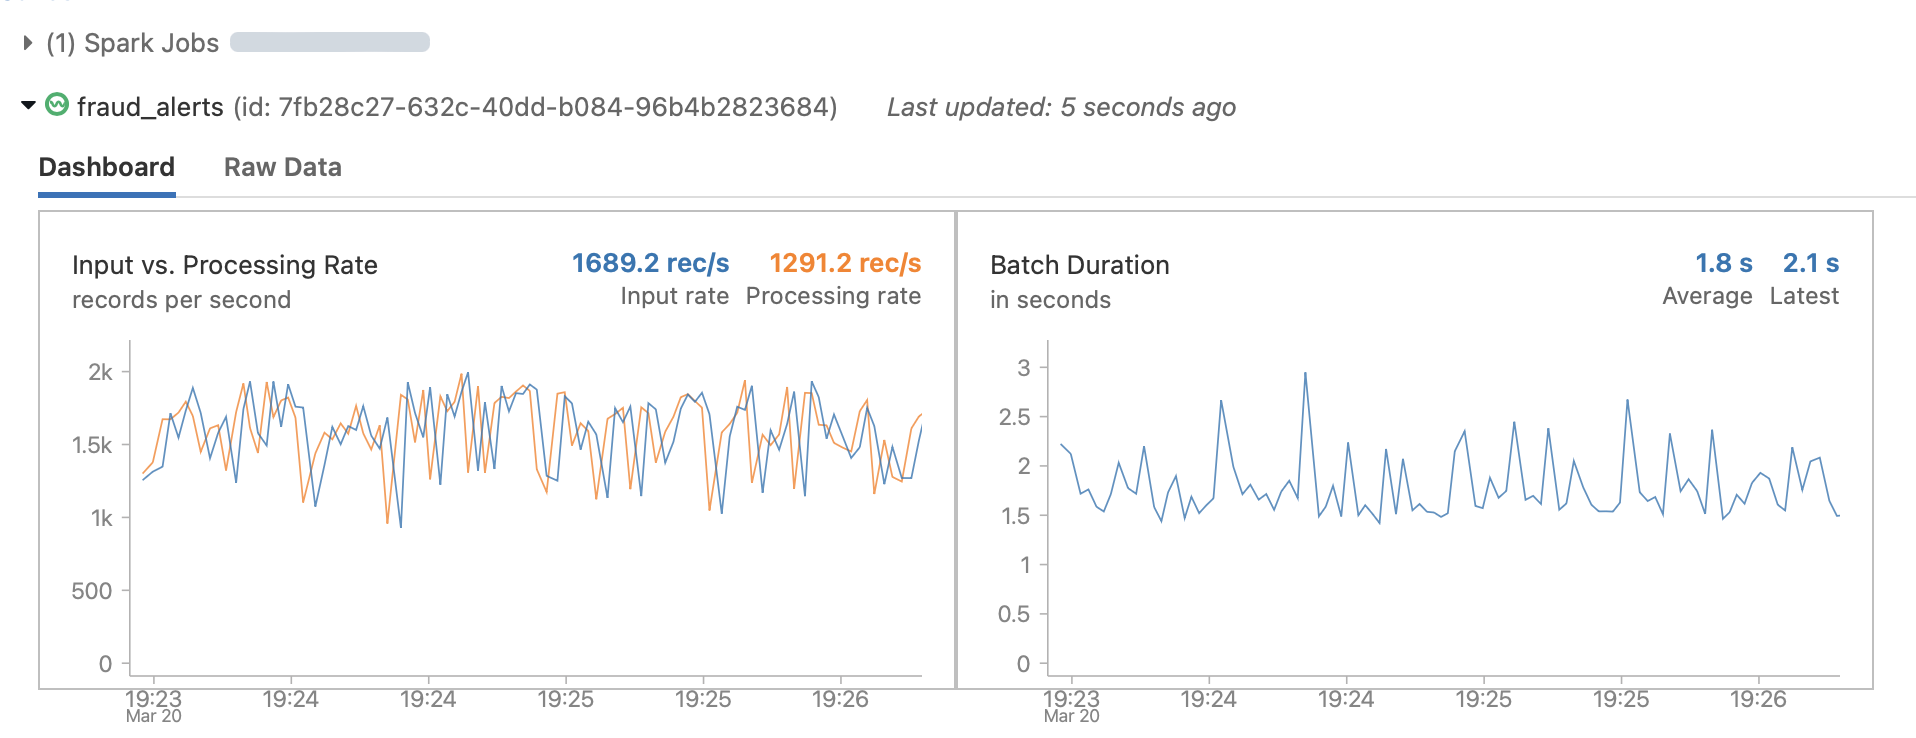 (1) Spark Jobs
fraud_alerts (id: 7fb28c27-632c-40dd-b084-96b4b2823684) Last updated: 5 seconds ago
Dashboard Raw Data
Input vs. Processing Rate
records per second
1689.2 rec/s 1291.2 rec/s
Input rate Processing rate
2k
1.5k
1k
500
0
19:23 19:24 19:24 19:25 19:25 19:26
Mar 20
Batch Duration
in seconds
1.8 s 2.1 s
Average Latest
3
2.5
2
1.5
1
0.5
0
19:23 19:24 19:24 19:25 19:25 19:26
Mar 20